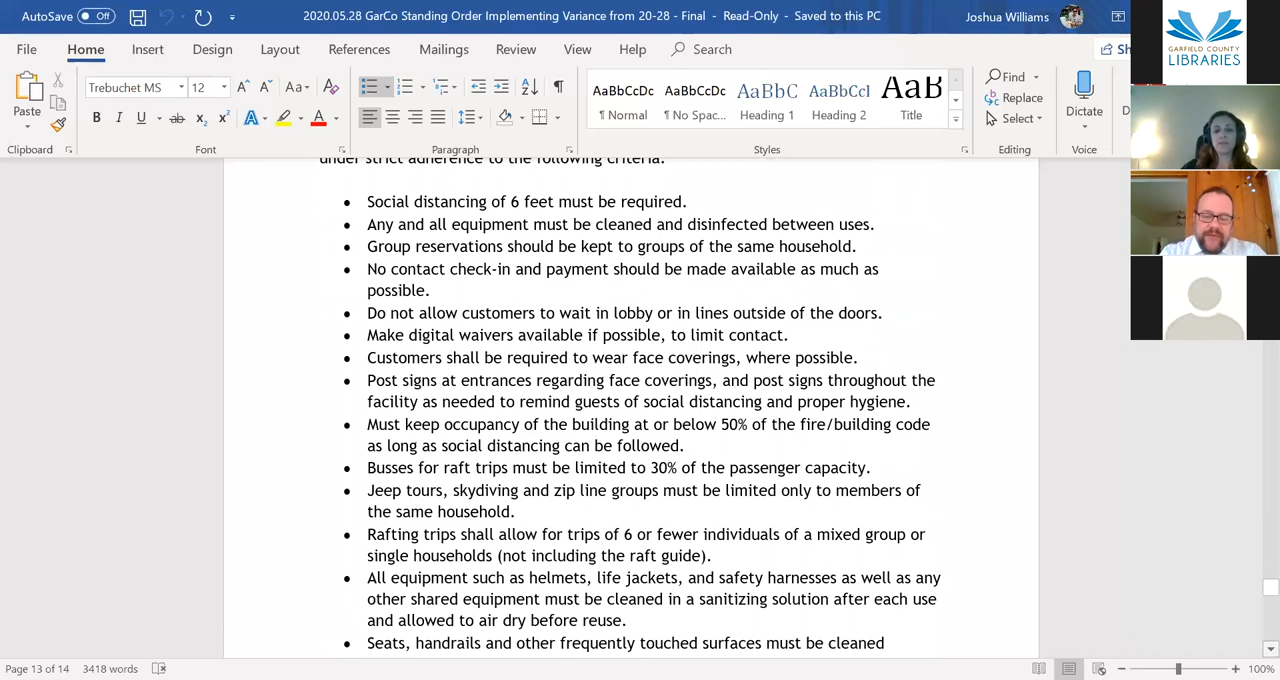 AutoSave Off
2020.05.28 GarCo Standing Order Implementing Variance from 20-28 - Final - Read-Only - Saved to this PC
Joshua Williams
File Home Insert Design Layout References Mailings Review View Help Search Sh
GARFIELD COUNTY
LIBRARIES
Paste
Clipboard
Trebuchet MS 12
Aa
B I U ab x₂ x² A A
Font
Paragraph
AaBbCcDc AaBbCcDc AaBbC AaBbCcI AaB
¶ Normal ¶ No Spac... Heading 1 Heading 2 Title
Styles
Find
Replace
Select
Editing
Dictate
Voice
D
under strict adherence to the following criteria:
• Social distancing of 6 feet must be required.
• Any and all equipment must be cleaned and disinfected between uses.
• Group reservations should be kept to groups of the same household.
• No contact check-in and payment should be made available as much as
possible.
• Do not allow customers to wait in lobby or in lines outside of the doors.
• Make digital waivers available if possible, to limit contact.
• Customers shall be required to wear face coverings, where possible.
• Post signs at entrances regarding face coverings, and post signs throughout the
facility as needed to remind guests of social distancing and proper hygiene.
• Must keep occupancy of the building at or below 50% of the fire/building code
as long as social distancing can be followed.
• Busses for raft trips must be limited to 30% of the passenger capacity.
• Jeep tours, skydiving and zip line groups must be limited only to members of
the same household.
• Rafting trips shall allow for trips of 6 or fewer individuals of a mixed group or
single households (not including the raft guide).
• All equipment such as helmets, life jackets, and safety harnesses as well as any
other shared equipment must be cleaned in a sanitizing solution after each use
and allowed to air dry before reuse.
• Seats, handrails and other frequently touched surfaces must be cleaned
Page 13 of 14 3418 words
100%